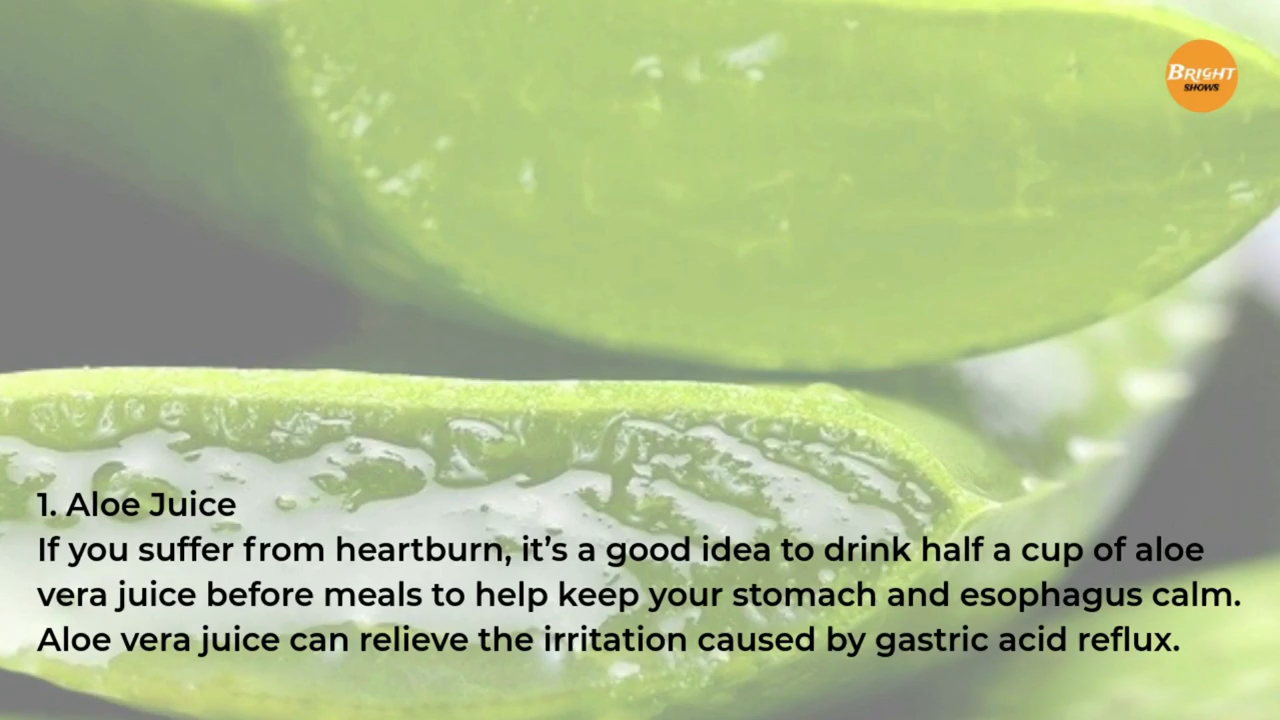 BRIGHT
SHOWS
1. Aloe Juice
If you suffer from heartburn, it’s a good idea to drink half a cup of aloe
vera juice before meals to help keep your stomach and esophagus calm.
Aloe vera juice can relieve the irritation caused by gastric acid reflux.